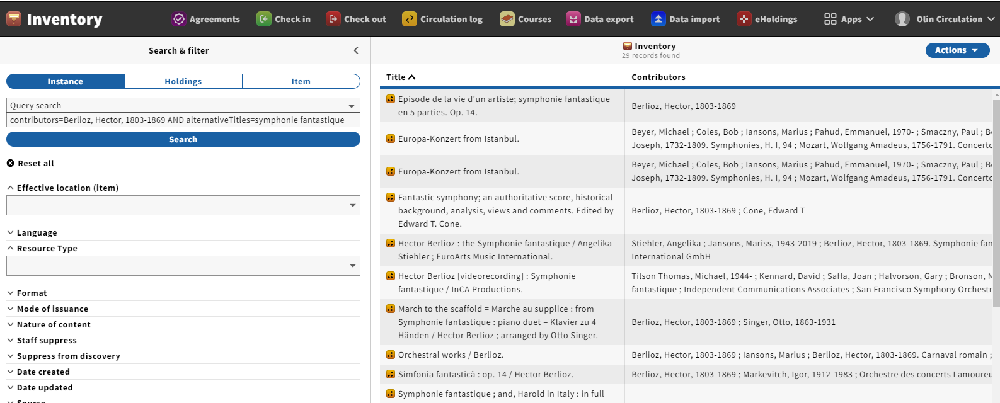 Inventory
Agreements
Check in
Check out
Circulation log
Courses
Data export
Data import
eHoldings
Apps
Olin Circulation
Search & filter
Instance
Holdings
Item
Query search
contributors=Berlioz, Hector, 1803-1869 AND alternativeTitles=symphonie fantastique
Search
Reset all
Effective location (item)
Language
Resource Type
Format
Mode of issuance
Nature of content
Staff suppress
Suppress from discovery
Date created
Date updated
Source
Inventory
29 records found
Actions
Title
Contributors
Episode de la vie d'un artiste; symphonie fantastique
en 5 parties. Op. 14.
Berlioz, Hector, 1803-1869
Europa-Konzert from Istanbul.
Beyer, Michael ; Coles, Bob ; Iansons, Marius ; Pahud, Emmanuel, 1970- ; Smaczny, Paul ;
Joseph, 1732-1809. Symphonies, H. I, 94 ; Mozart, Wolfgang Amadeus, 1756-1791. Concerto
Europa-Konzert from Istanbul.
Beyer, Michael ; Coles, Bob ; Iansons, Marius ; Pahud, Emmanuel, 1970- ; Smaczny, Paul ;
Joseph, 1732-1809. Symphonies, H. I, 94 ; Mozart, Wolfgang Amadeus, 1756-1791. Concerto
Fantastic symphony; an authoritative score, historical
background, analysis, views and comments. Edited by
Edward T. Cone.
Berlioz, Hector, 1803-1869 ; Cone, Edward T
Hector Berlioz : the Symphonie fantastique / Angelika
Stiehler ; EuroArts Music International.
Stiehler, Angelika ; Jansons, Mariss, 1943-2019 ; Berlioz, Hector, 1803-1869. Symphonie fan
International GmbH
Hector Berlioz [videorecording] : Symphonie
fantastique / InCA Productions.
Tilson Thomas, Michael, 1944- ; Kennard, David ; Saffa, Joan ; Halvorson, Gary ; Bronson,
fantastique ; Independent Communications Associates ; San Francisco Symphony Orchestr
March to the scaffold = Marche au supplice : from
Symphonie fantastique : piano duet = Klavier zu 4
Händen / Hector Berlioz ; arranged by Otto Singer.
Berlioz, Hector, 1803-1869 ; Singer, Otto, 1863-1931
Orchestral works / Berlioz.
Berlioz, Hector, 1803-1869 ; Iansons, Marius ; Berlioz, Hector, 1803-1869. Carnaval romain ;
Simfonia fantastică : op. 14 / Hector Berlioz.
Berlioz, Hector, 1803-1869 ; Markevitch, Igor, 1912-1983 ; Orchestre des concerts Lamoureu
Symphonie fantastique ; and, Harold in Italy : in full